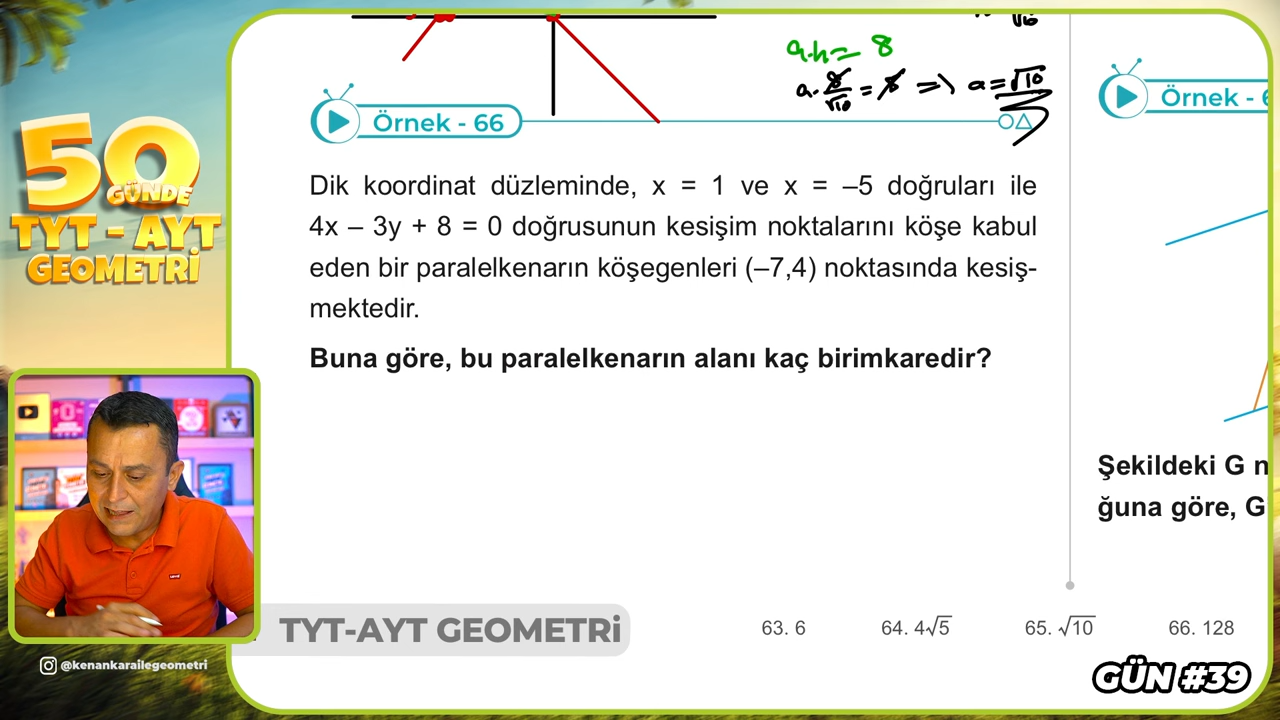 50
GÜNDE
TYT - AYT
GEOMETRİ
a.h = 8
a. 8/√10 = 8 => a = √10
Örnek - 66
Örnek - 6
Dik koordinat düzleminde, x = 1 ve x = –5 doğruları ile
4x – 3y + 8 = 0 doğrusunun kesişim noktalarını köşe kabul
eden bir paralelkenarın köşegenleri (–7,4) noktasında kesiş-
mektedir.
Buna göre, bu paralelkenarın alanı kaç birimkaredir?
Şekildeki G n
ğuna göre, G
TYT-AYT GEOMETRİ
63. 6
64. 4√5
65. √10
66. 128
@kenankarailegeometri
GÜN #39